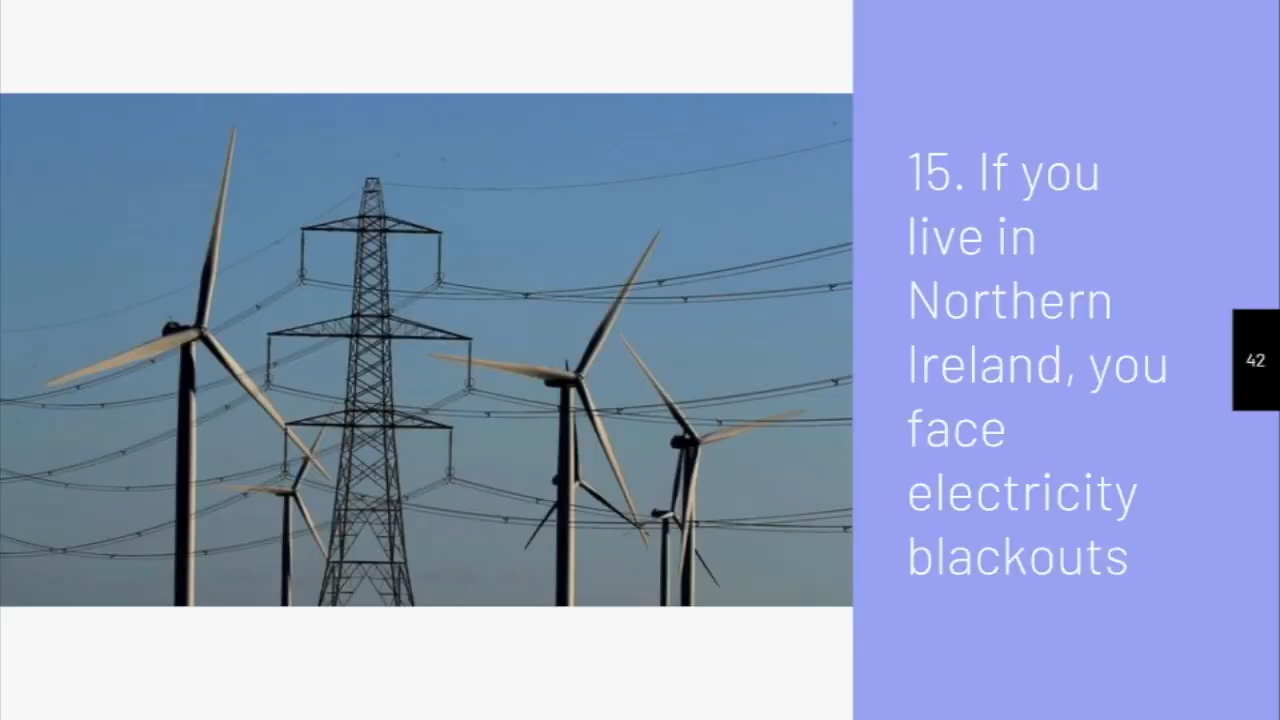 15. If you
live in
Northern
Ireland, you
face
electricity
blackouts
42